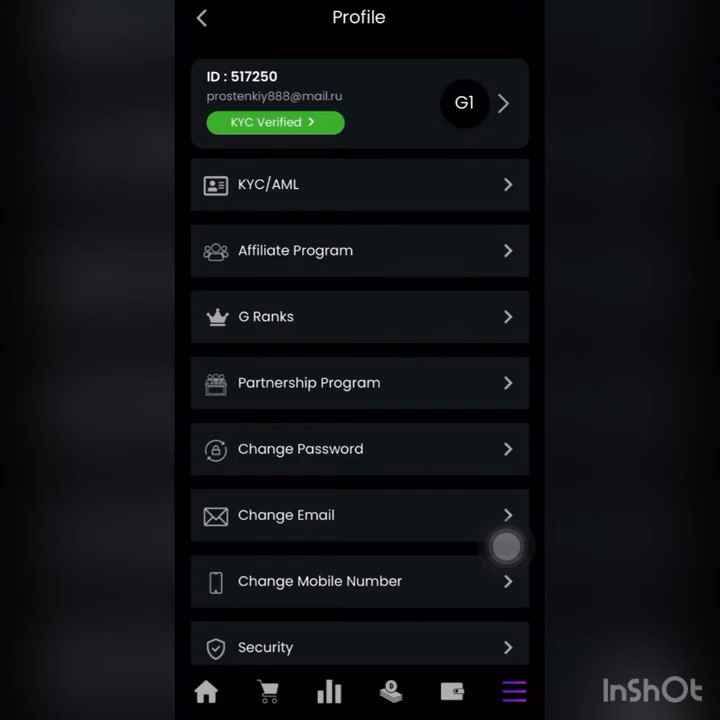 Profile
ID : 517250
prostenkiy888@mail.ru
G1
KYC Verified
KYC/AML
Affiliate Program
G Ranks
Partnership Program
Change Password
Change Email
Change Mobile Number
Security
InShOt